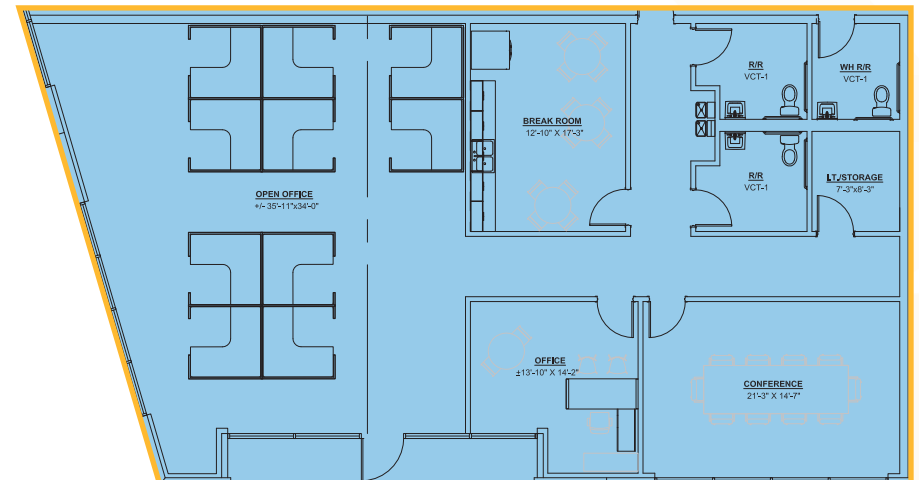 R/R
VCT-1
WH R/R
VCT-1
BREAK ROOM
12'-10" X 17'-3"
R/R
VCT-1
I.T./STORAGE
7'-3"x8'-3"
OPEN OFFICE
+/- 35'-11"x34'-0"
OFFICE
±13'-10" X 14'-2"
CONFERENCE
21'-3" X 14'-7"